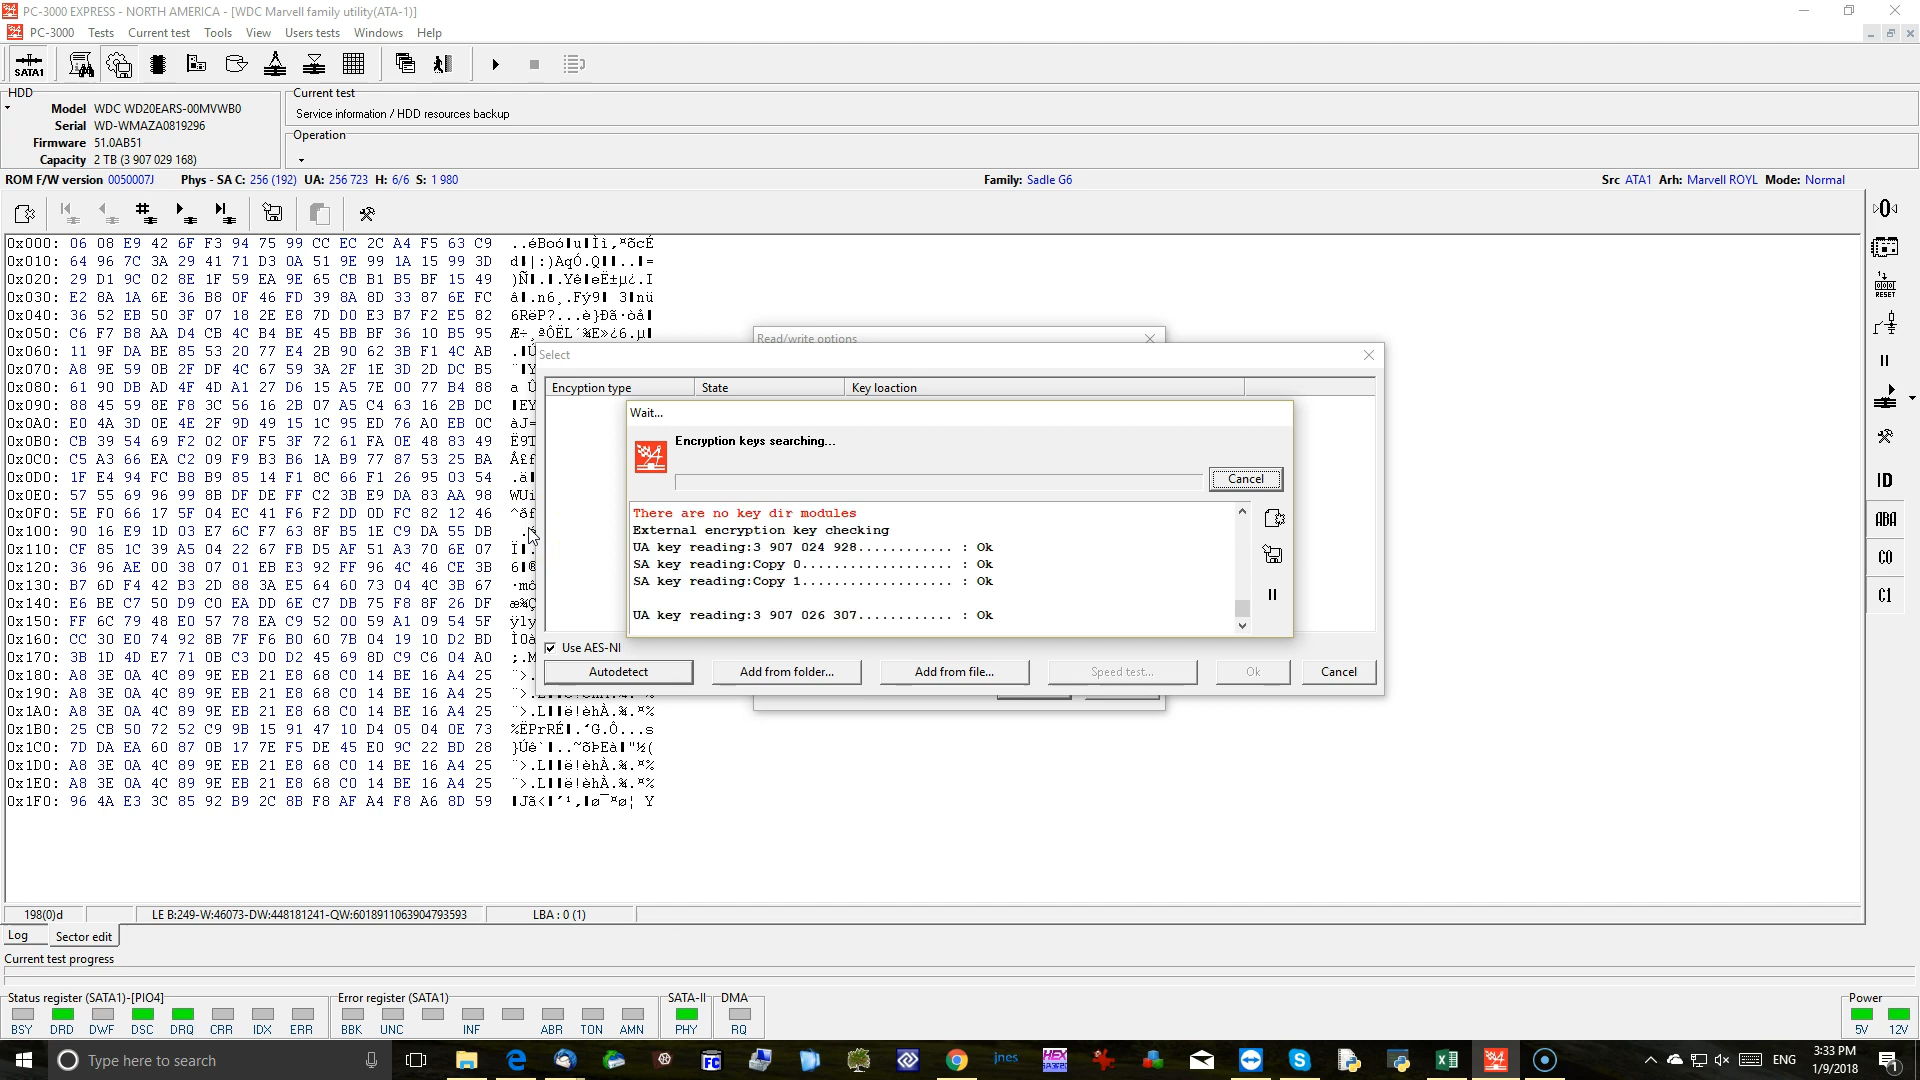 PC-3000 EXPRESS - NORTH AMERICA - [WDC Marvell family utility(ATA-1)]
PC-3000 Tests Current test Tools View Users tests Windows Help
SATA1
HDD
Model WDC WD20EARS-00MVWB0
Serial WD-WMAZA0819296
Firmware 51.0AB51
Capacity 2 TB (3 907 029 168)
Current test
Service information / HDD resources backup
Operation
ROM F/W version 0050007J Phys - SA C: 256 (192) UA: 256 723 H: 6/6 S: 1 980 Family: Sadle G6 Src ATA1 Arh: Marvell ROYL Mode: Normal
0x000: 06 08 E9 42 6F F3 94 75 99 CC EC 2C A4 F5 63 C9
0x010: 64 96 7C 3A 29 41 71 D3 0A 51 9E 99 1A 15 99 3D
0x020: 29 D1 9C 02 8E 1F 59 EA 9E 65 CB B1 B5 BF 15 49
0x030: E2 8A 1A 6E 36 B8 0F 46 FD 39 8A 8D 33 87 6E FC
0x040: 36 52 EB 50 3F 07 18 2E E8 7D D0 E3 B7 F2 E5 82
0x050: C6 F7 B8 AA D4 CB 4C B4 BE 45 BB BF 36 10 B5 95
0x060: 11 9F DA BE 85 53 20 77 E4 2B 90 62 3B F1 4C AB
0x070: A8 9E 59 0B 2F DF 4C 67 59 3A 2F 1E 3D 2D DC B5
0x080: 61 90 DB AD 4F 4D A1 27 D6 15 A5 7E 00 77 B4 88
0x090: 88 45 59 8E F8 3C 56 16 2B 07 A5 C4 63 16 2B DC
0x0A0: E0 4A 3D 0E 4E 2F 9D 49 15 1C 95 ED 76 A0 EB 0C
0x0B0: CB 39 54 69 F2 02 0F F5 3F 72 61 FA 0E 48 83 49
0x0C0: C5 A3 66 EA C2 09 F9 B3 B6 1A B9 77 87 53 25 BA
0x0D0: 1F E4 94 FC B8 B9 85 14 F1 8C 66 F1 26 95 03 54
0x0E0: 57 55 69 96 99 8B DF DE FF C2 3B E9 DA 83 AA 98
0x0F0: 5E F0 66 17 5F 04 EC 41 F6 F2 DD 0D FC 82 12 46
0x100: 90 16 E9 1D 03 E7 6C F7 63 8F B5 1E C9 DA 55 DB
0x110: CF 85 1C 39 A5 04 22 67 FB D5 AF 51 A3 70 6E 07
0x120: 36 96 AE 00 38 07 01 EB E3 92 FF 96 4C 46 CE 3B
0x130: B7 6D F4 42 B3 2D 88 3A E5 64 60 73 04 4C 3B 67
0x140: E6 BE C7 50 D9 C0 EA DD 6E C7 DB 75 F8 8F 26 DF
0x150: FF 6C 79 48 E0 57 78 EA C9 52 00 59 A1 09 54 5F
0x160: CC 30 E0 74 92 8B 7F F6 B0 60 7B 04 19 10 D2 BD
0x170: 3B 1D 4D E7 71 0B C3 D0 D2 45 69 8D C9 C6 04 A0
0x180: A8 3E 0A 4C 89 9E EB 21 E8 68 C0 14 BE 16 A4 25
0x190: A8 3E 0A 4C 89 9E EB 21 E8 68 C0 14 BE 16 A4 25
0x1A0: A8 3E 0A 4C 89 9E EB 21 E8 68 C0 14 BE 16 A4 25
0x1B0: 25 CB 50 72 52 C9 9B 15 91 47 10 D4 05 04 0E 73
0x1C0: 7D DA EA 60 87 0B 17 7E F5 DE 45 E0 9C 22 BD 28
0x1D0: A8 3E 0A 4C 89 9E EB 21 E8 68 C0 14 BE 16 A4 25
0x1E0: A8 3E 0A 4C 89 9E EB 21 E8 68 C0 14 BE 16 A4 25
0x1F0: 96 4A E3 3C 85 92 B9 2C 8B F8 AF A4 F8 A6 8D 59
Read/write options
Select
Encyption type State Key loaction
Wait...
Encryption keys searching...
Cancel
There are no key dir modules
External encryption key checking
UA key reading:3 907 024 928............ : Ok
SA key reading:Copy 0................... : Ok
SA key reading:Copy 1................... : Ok
UA key reading:3 907 026 307............ : Ok
Use AES-NI
Autodetect Add from folder... Add from file... Speed test... Ok Cancel
RESET
ID
ABA
C0
C1
198(0)d LE B:249-W:46073-DW:448181241-QW:6018911063904793593 LBA : 0 (1)
Log Sector edit
Current test progress
Status register (SATA1)-[PIO4] Error register (SATA1) SATA-II DMA Power
BSY DRD DWF DSC DRQ CRR IDX ERR BBK UNC INF ABR TON AMN PHY RQ 5V 12V
Type here to search
jnes
HEX
ENG
3:33 PM
1/9/2018